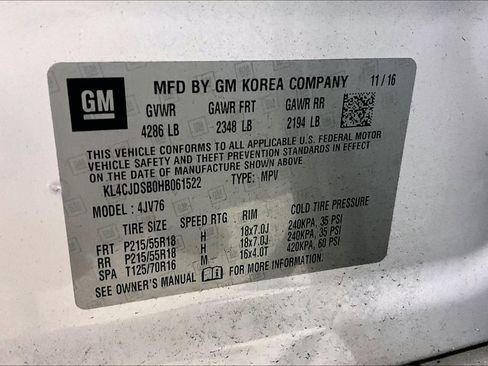 GM MFD BY GM KOREA COMPANY 11/16
GVWR GAWR FRT GAWR RR
4286 LB 2348 LB 2194 LB
THIS VEHICLE CONFORMS TO ALL APPLICABLE U.S. FEDERAL MOTOR
VEHICLE SAFETY AND THEFT PREVENTION STANDARDS IN EFFECT
ON THE DATE OF MANUFACTURE SHOWN ABOVE.
KL4CJDSB0HB061522 TYPE: MPV
MODEL : 4JV76
TIRE SIZE SPEED RTG RIM COLD TIRE PRESSURE
FRT P215/55R18 H 18x7.0J 240KPA, 35 PSI
RR P215/55R18 H 18x7.0J 240KPA, 35 PSI
SPA T125/70R16 M 16x4.0T 420KPA, 60 PSI
SEE OWNER'S MANUAL FOR MORE INFORMATION.